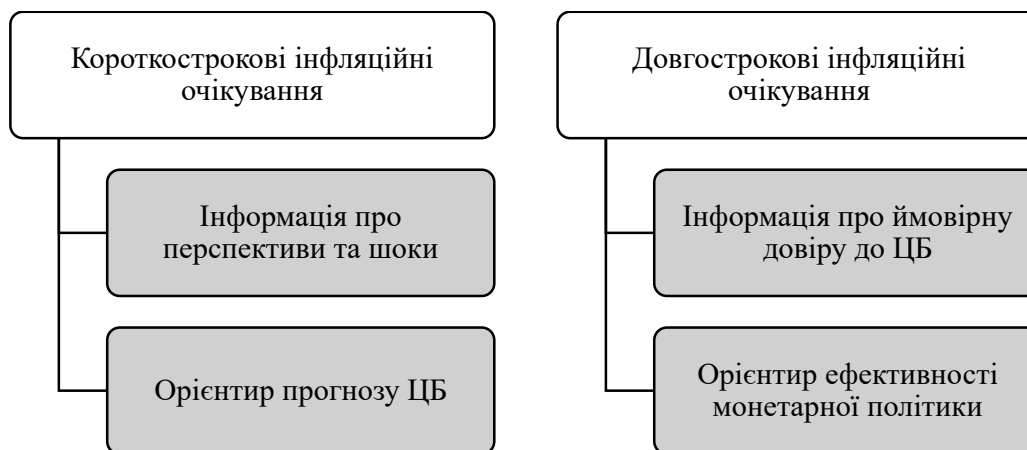 Короткострокові інфляційні
очікування
Інформація про
перспективи та шоки
Орієнтир прогнозу ЦБ
Довгострокові інфляційні
очікування
Інформація про ймовірну
довіру до ЦБ
Орієнтир ефективності
монетарної політики